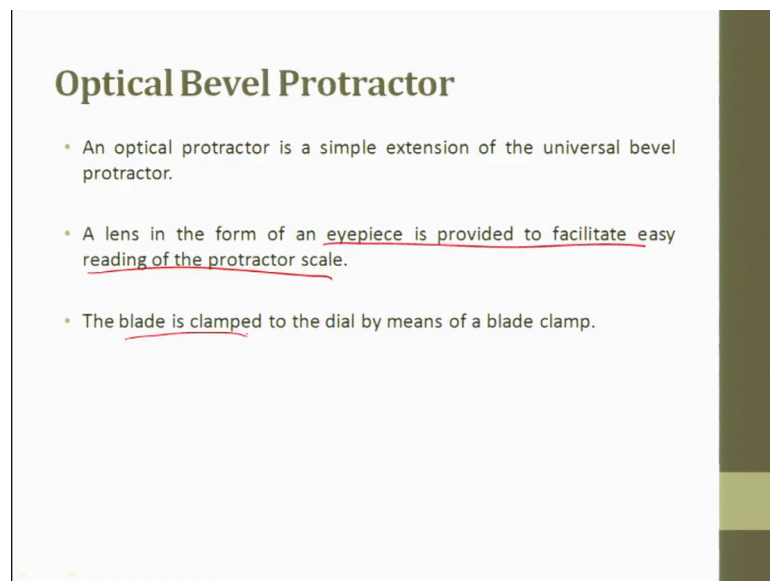 Optical Bevel Protractor
• An optical protractor is a simple extension of the universal bevel
protractor.
• A lens in the form of an eyepiece is provided to facilitate easy
reading of the protractor scale.
• The blade is clamped to the dial by means of a blade clamp.